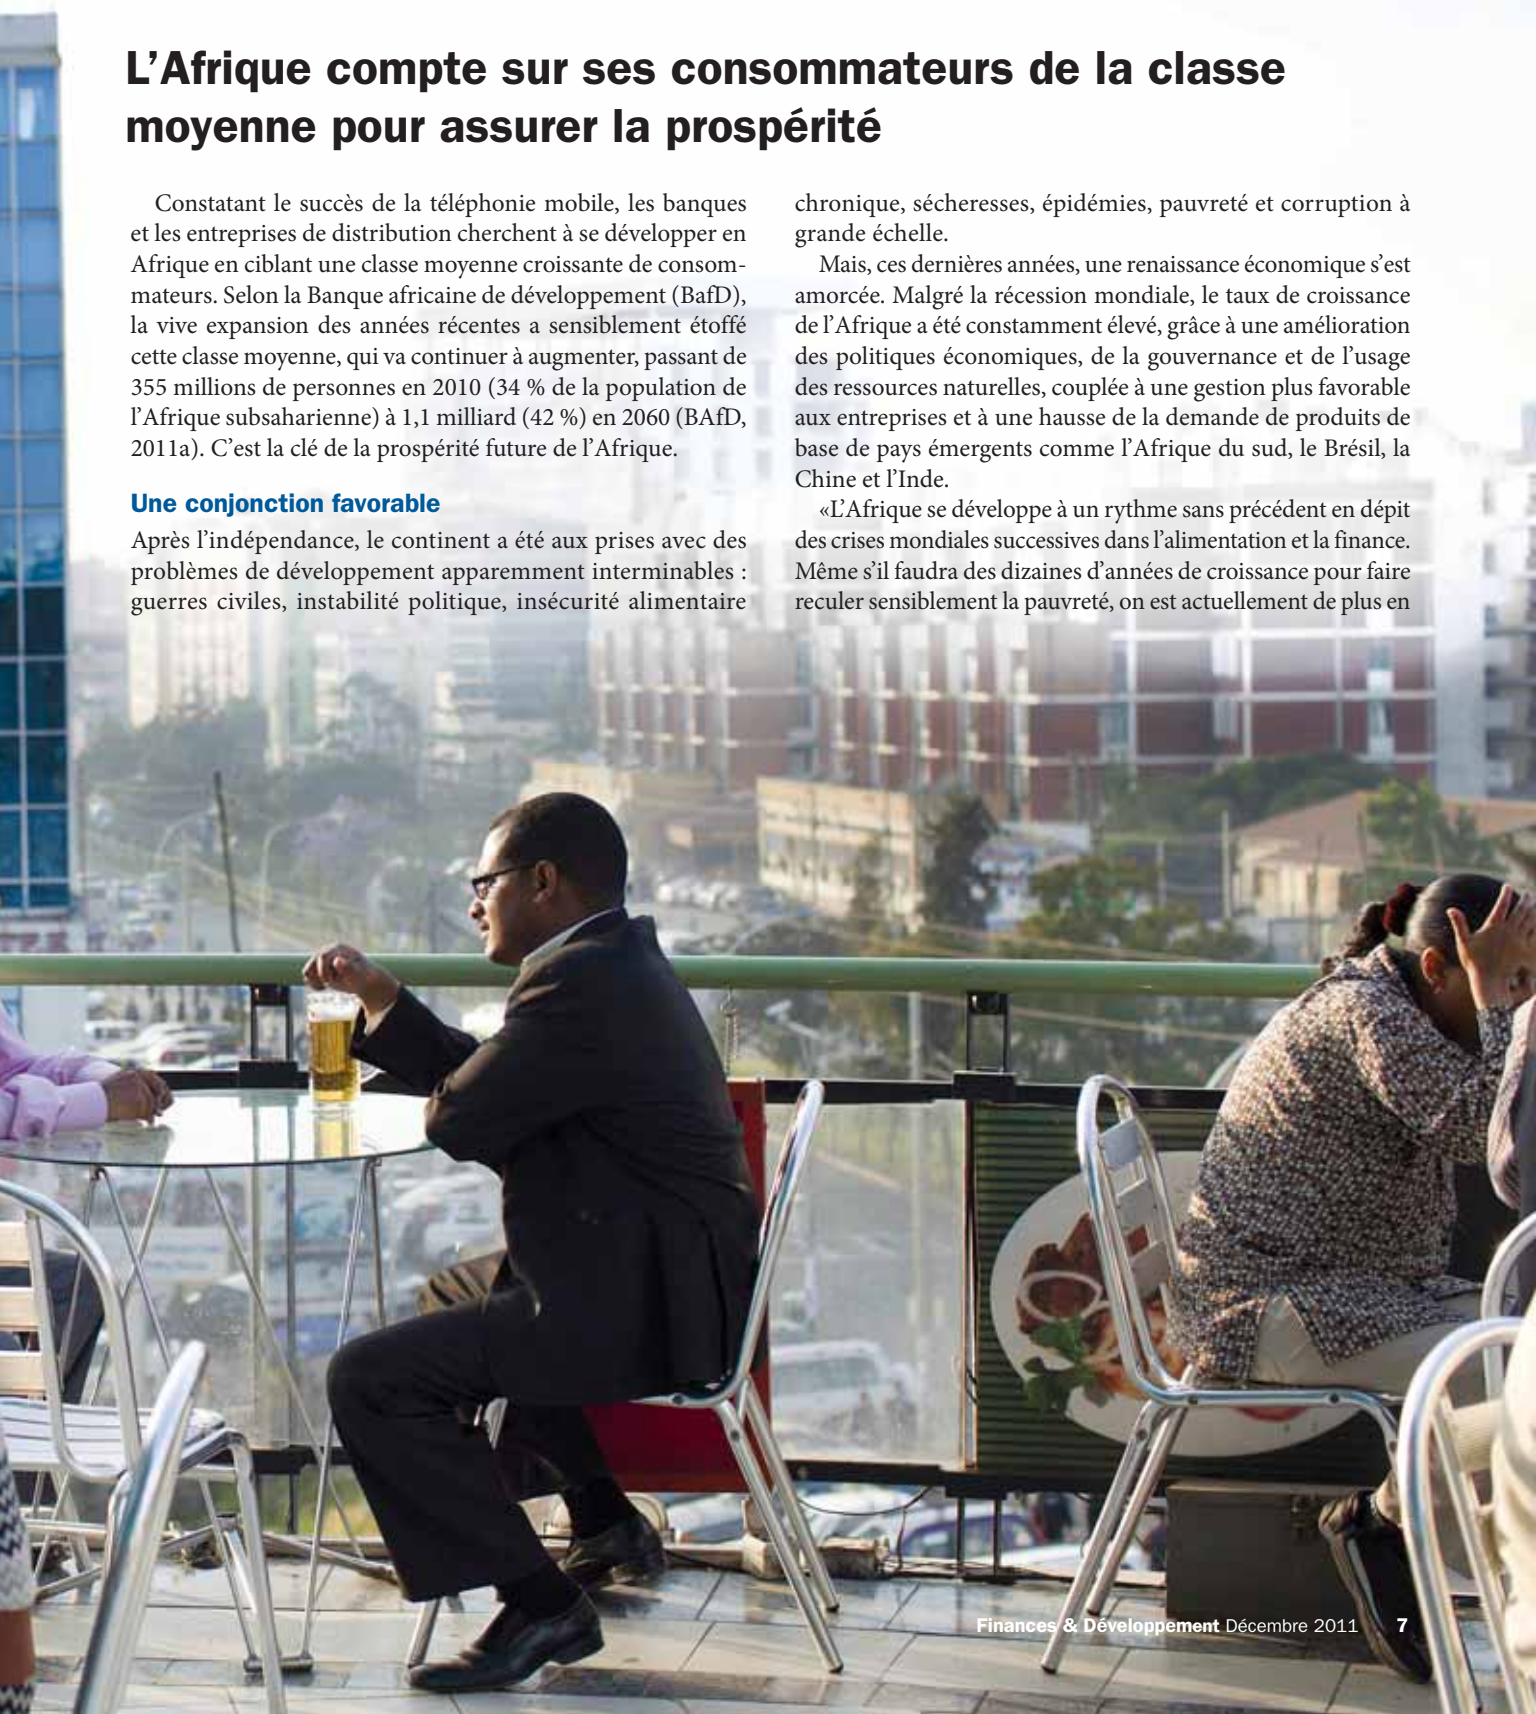 L’Afrique compte sur ses consommateurs de la classe
moyenne pour assurer la prospérité
Constatant le succès de la téléphonie mobile, les banques
et les entreprises de distribution cherchent à se développer en
Afrique en ciblant une classe moyenne croissante de consom-
mateurs. Selon la Banque africaine de développement (BafD),
la vive expansion des années récentes a sensiblement étoffé
cette classe moyenne, qui va continuer à augmenter, passant de
355 millions de personnes en 2010 (34 % de la population de
l’Afrique subsaharienne) à 1,1 milliard (42 %) en 2060 (BAfD,
2011a). C’est la clé de la prospérité future de l’Afrique.
Une conjonction favorable
Après l’indépendance, le continent a été aux prises avec des
problèmes de développement apparemment interminables :
guerres civiles, instabilité politique, insécurité alimentaire
chronique, sécheresses, épidémies, pauvreté et corruption à
grande échelle.
Mais, ces dernières années, une renaissance économique s’est
amorcée. Malgré la récession mondiale, le taux de croissance
de l’Afrique a été constamment élevé, grâce à une amélioration
des politiques économiques, de la gouvernance et de l’usage
des ressources naturelles, couplée à une gestion plus favorable
aux entreprises et à une hausse de la demande de produits de
base de pays émergents comme l’Afrique du sud, le Brésil, la
Chine et l’Inde.
«L’Afrique se développe à un rythme sans précédent en dépit
des crises mondiales successives dans l’alimentation et la finance.
Même s’il faudra des dizaines d’années de croissance pour faire
reculer sensiblement la pauvreté, on est actuellement de plus en
Finances & Développement Décembre 2011 7